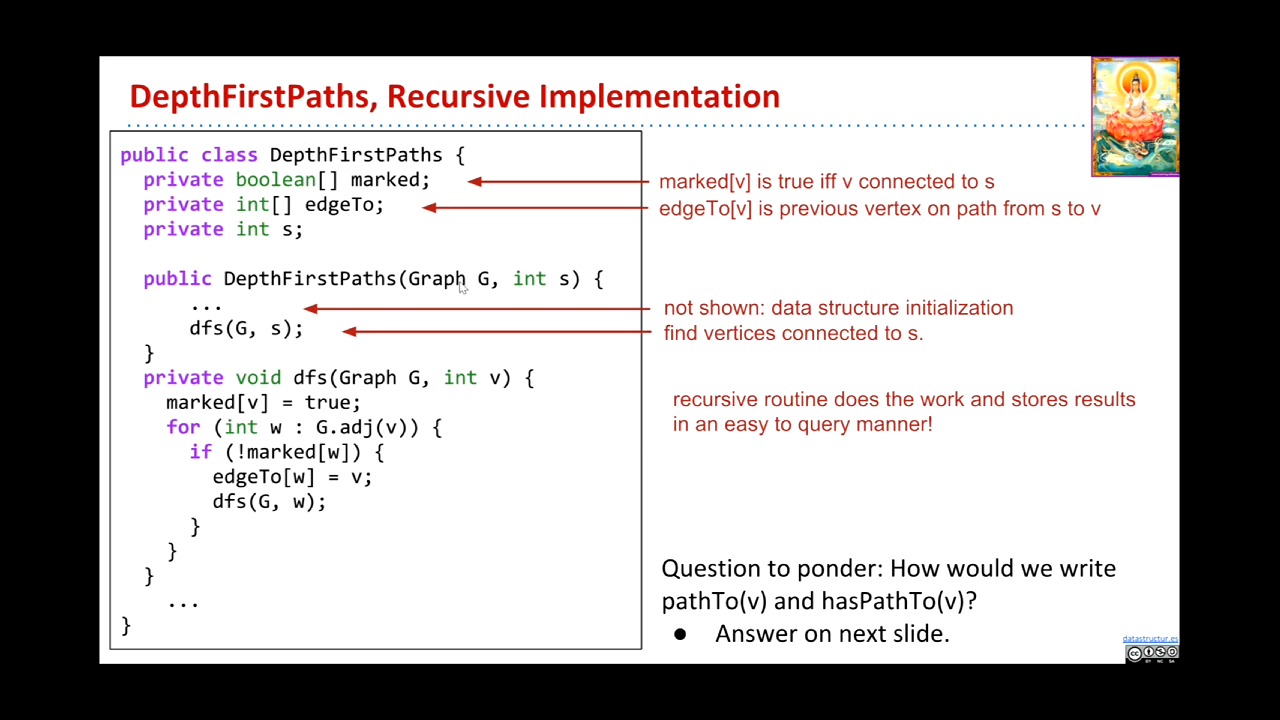 DepthFirstPaths, Recursive Implementation
public class DepthFirstPaths {
private boolean[] marked;
private int[] edgeTo;
private int s;
public DepthFirstPaths(Graph G, int s) {
...
dfs(G, s);
}
private void dfs(Graph G, int v) {
marked[v] = true;
for (int w : G.adj(v)) {
if (!marked[w]) {
edgeTo[w] = v;
dfs(G, w);
}
}
}
...
}
marked[v] is true iff v connected to s
edgeTo[v] is previous vertex on path from s to v
not shown: data structure initialization
find vertices connected to s.
recursive routine does the work and stores results
in an easy to query manner!
Question to ponder: How would we write
pathTo(v) and hasPathTo(v)?
● Answer on next slide.
datastructur.es
cc
BY NC SA